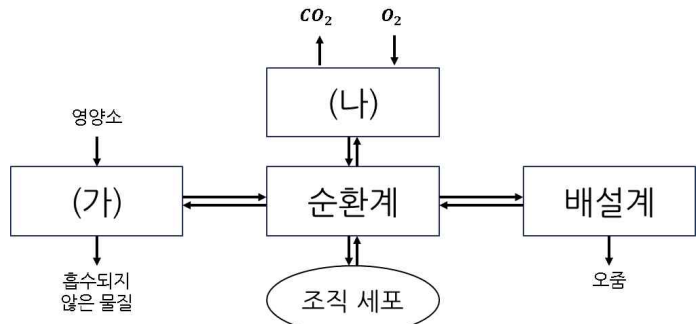 CO₂ O₂
(나)
영양소
(가)
순환계
배설계
흡수되지
않은 물질
조직 세포
오줌